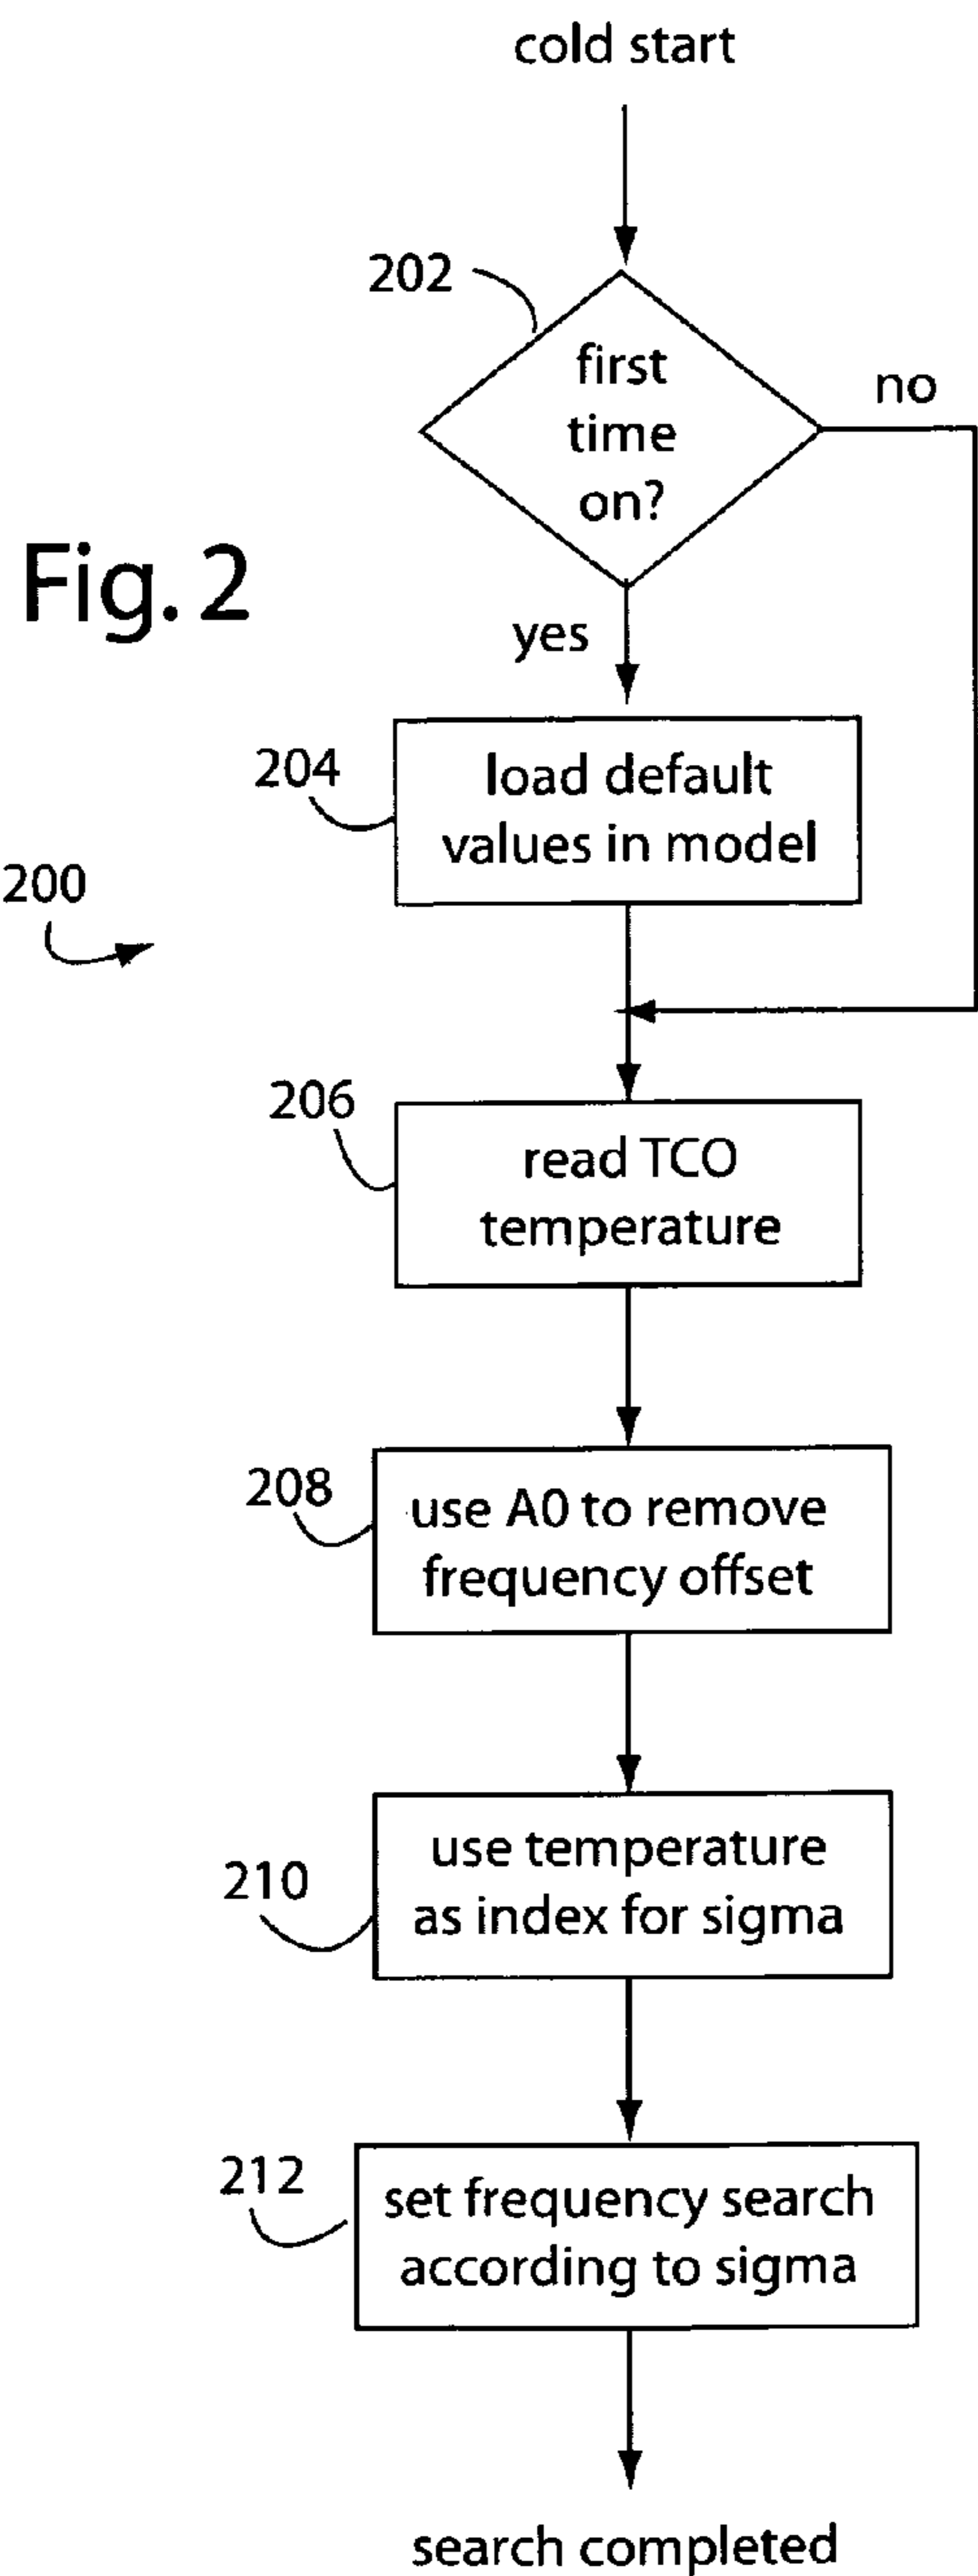 cold start
202
first
time
on?
no
Fig. 2
yes
204
load default
values in model
200
206
read TCO
temperature
208
use A0 to remove
frequency offset
210
use temperature
as index for sigma
212
set frequency search
according to sigma
search completed